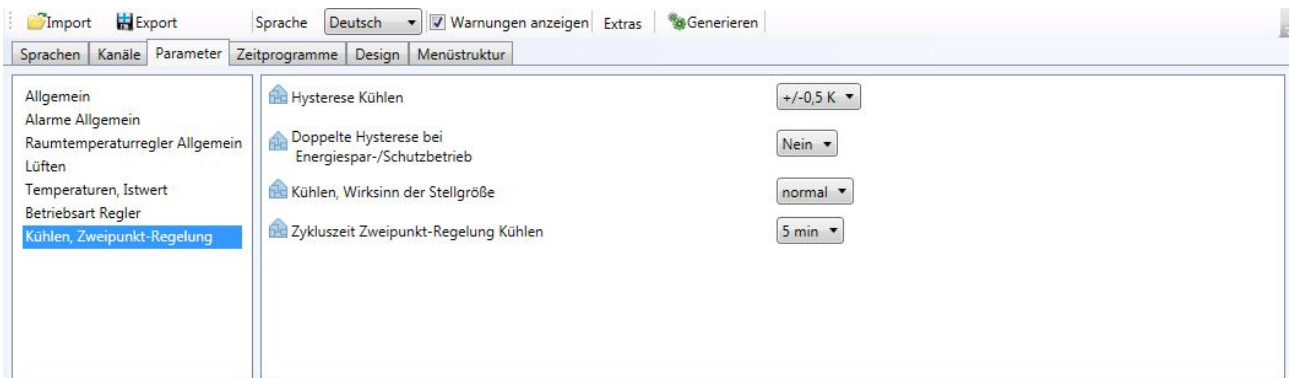 Import Export Sprache Deutsch Warnungen anzeigen Extras Generieren
Sprachen Kanäle Parameter Zeitprogramme Design Menüstruktur
Allgemein
Alarme Allgemein
Raumtemperaturregler Allgemein
Lüften
Temperaturen, Istwert
Betriebsart Regler
Kühlen, Zweipunkt-Regelung
Hysterese Kühlen +/-0,5 K
Doppelte Hysterese bei
Energiespar-/Schutzbetrieb Nein
Kühlen, Wirksinn der Stellgröße normal
Zykluszeit Zweipunkt-Regelung Kühlen 5 min